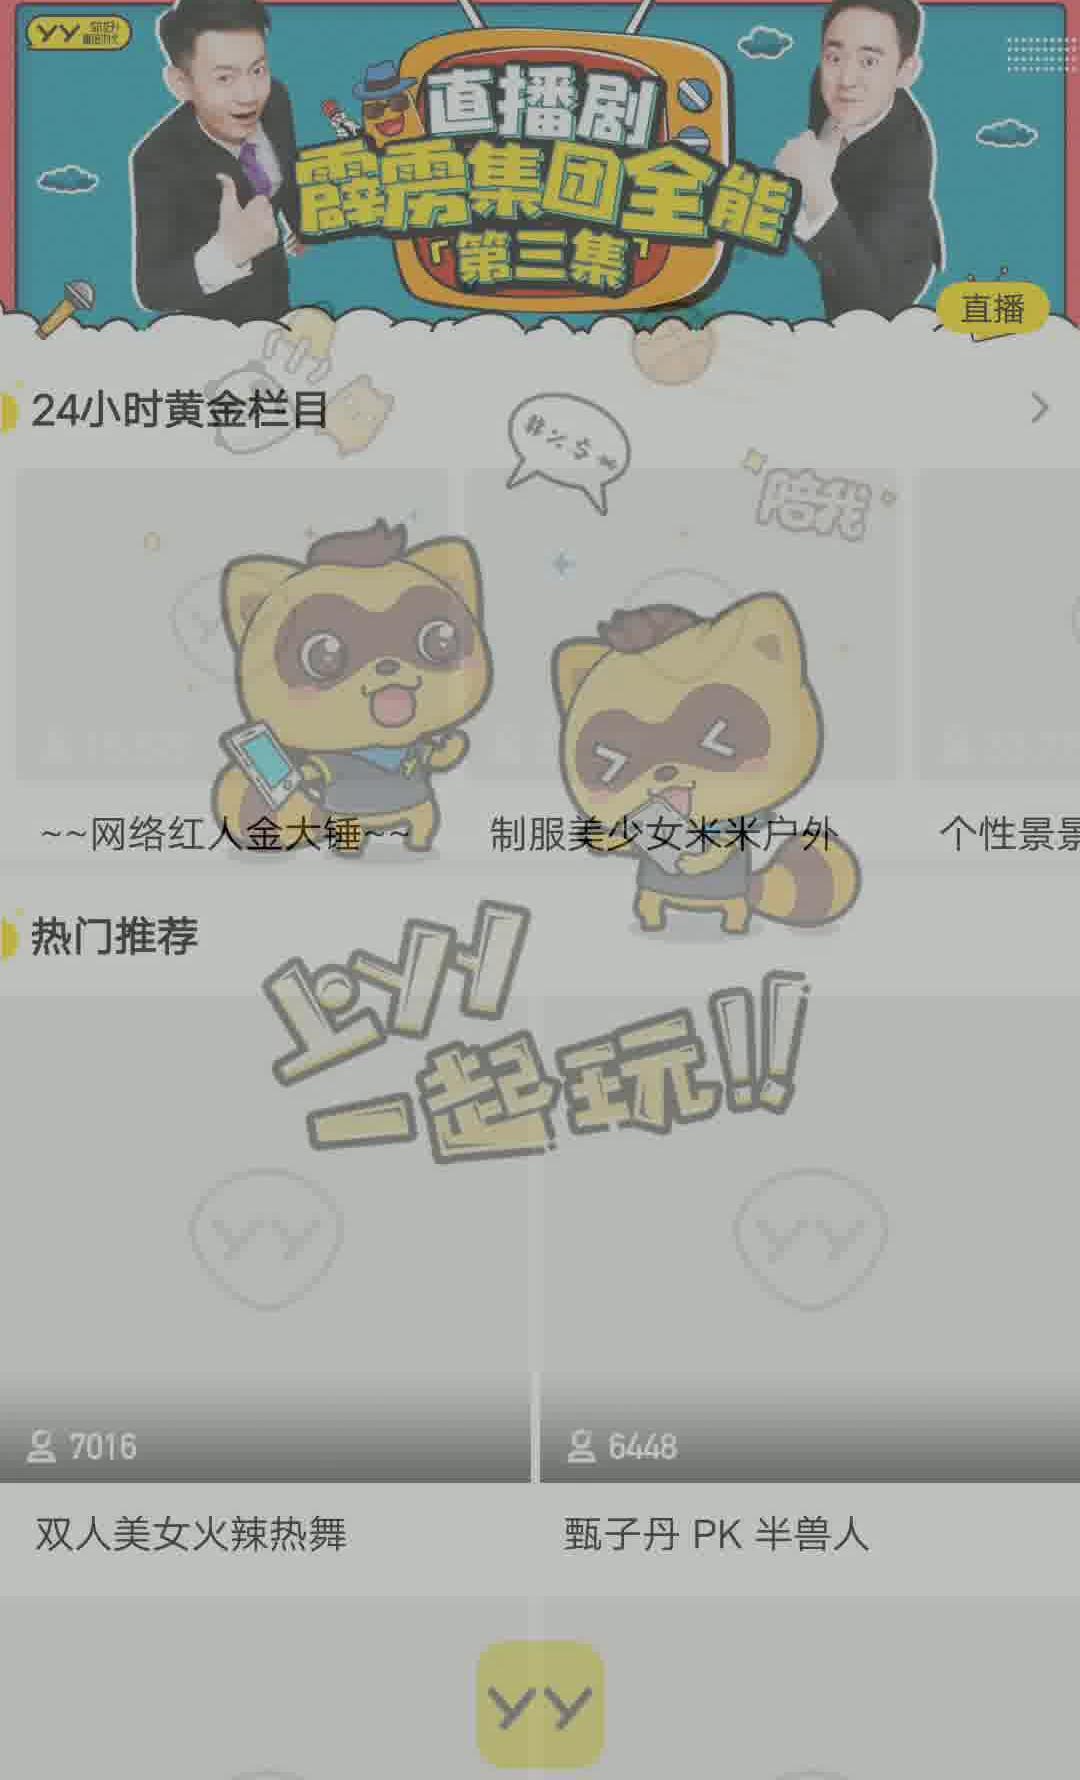 YY
直播剧
霹雳集团全能
「第三集」
直播
24小时黄金栏目
#%$*
陪我
~~网络红人金大锤~~
制服美少女米米户外
个性景景
热门推荐
上YY
一起玩!!
YY
YY
7016
6448
双人美女火辣热舞
甄子丹 PK 半兽人
YY